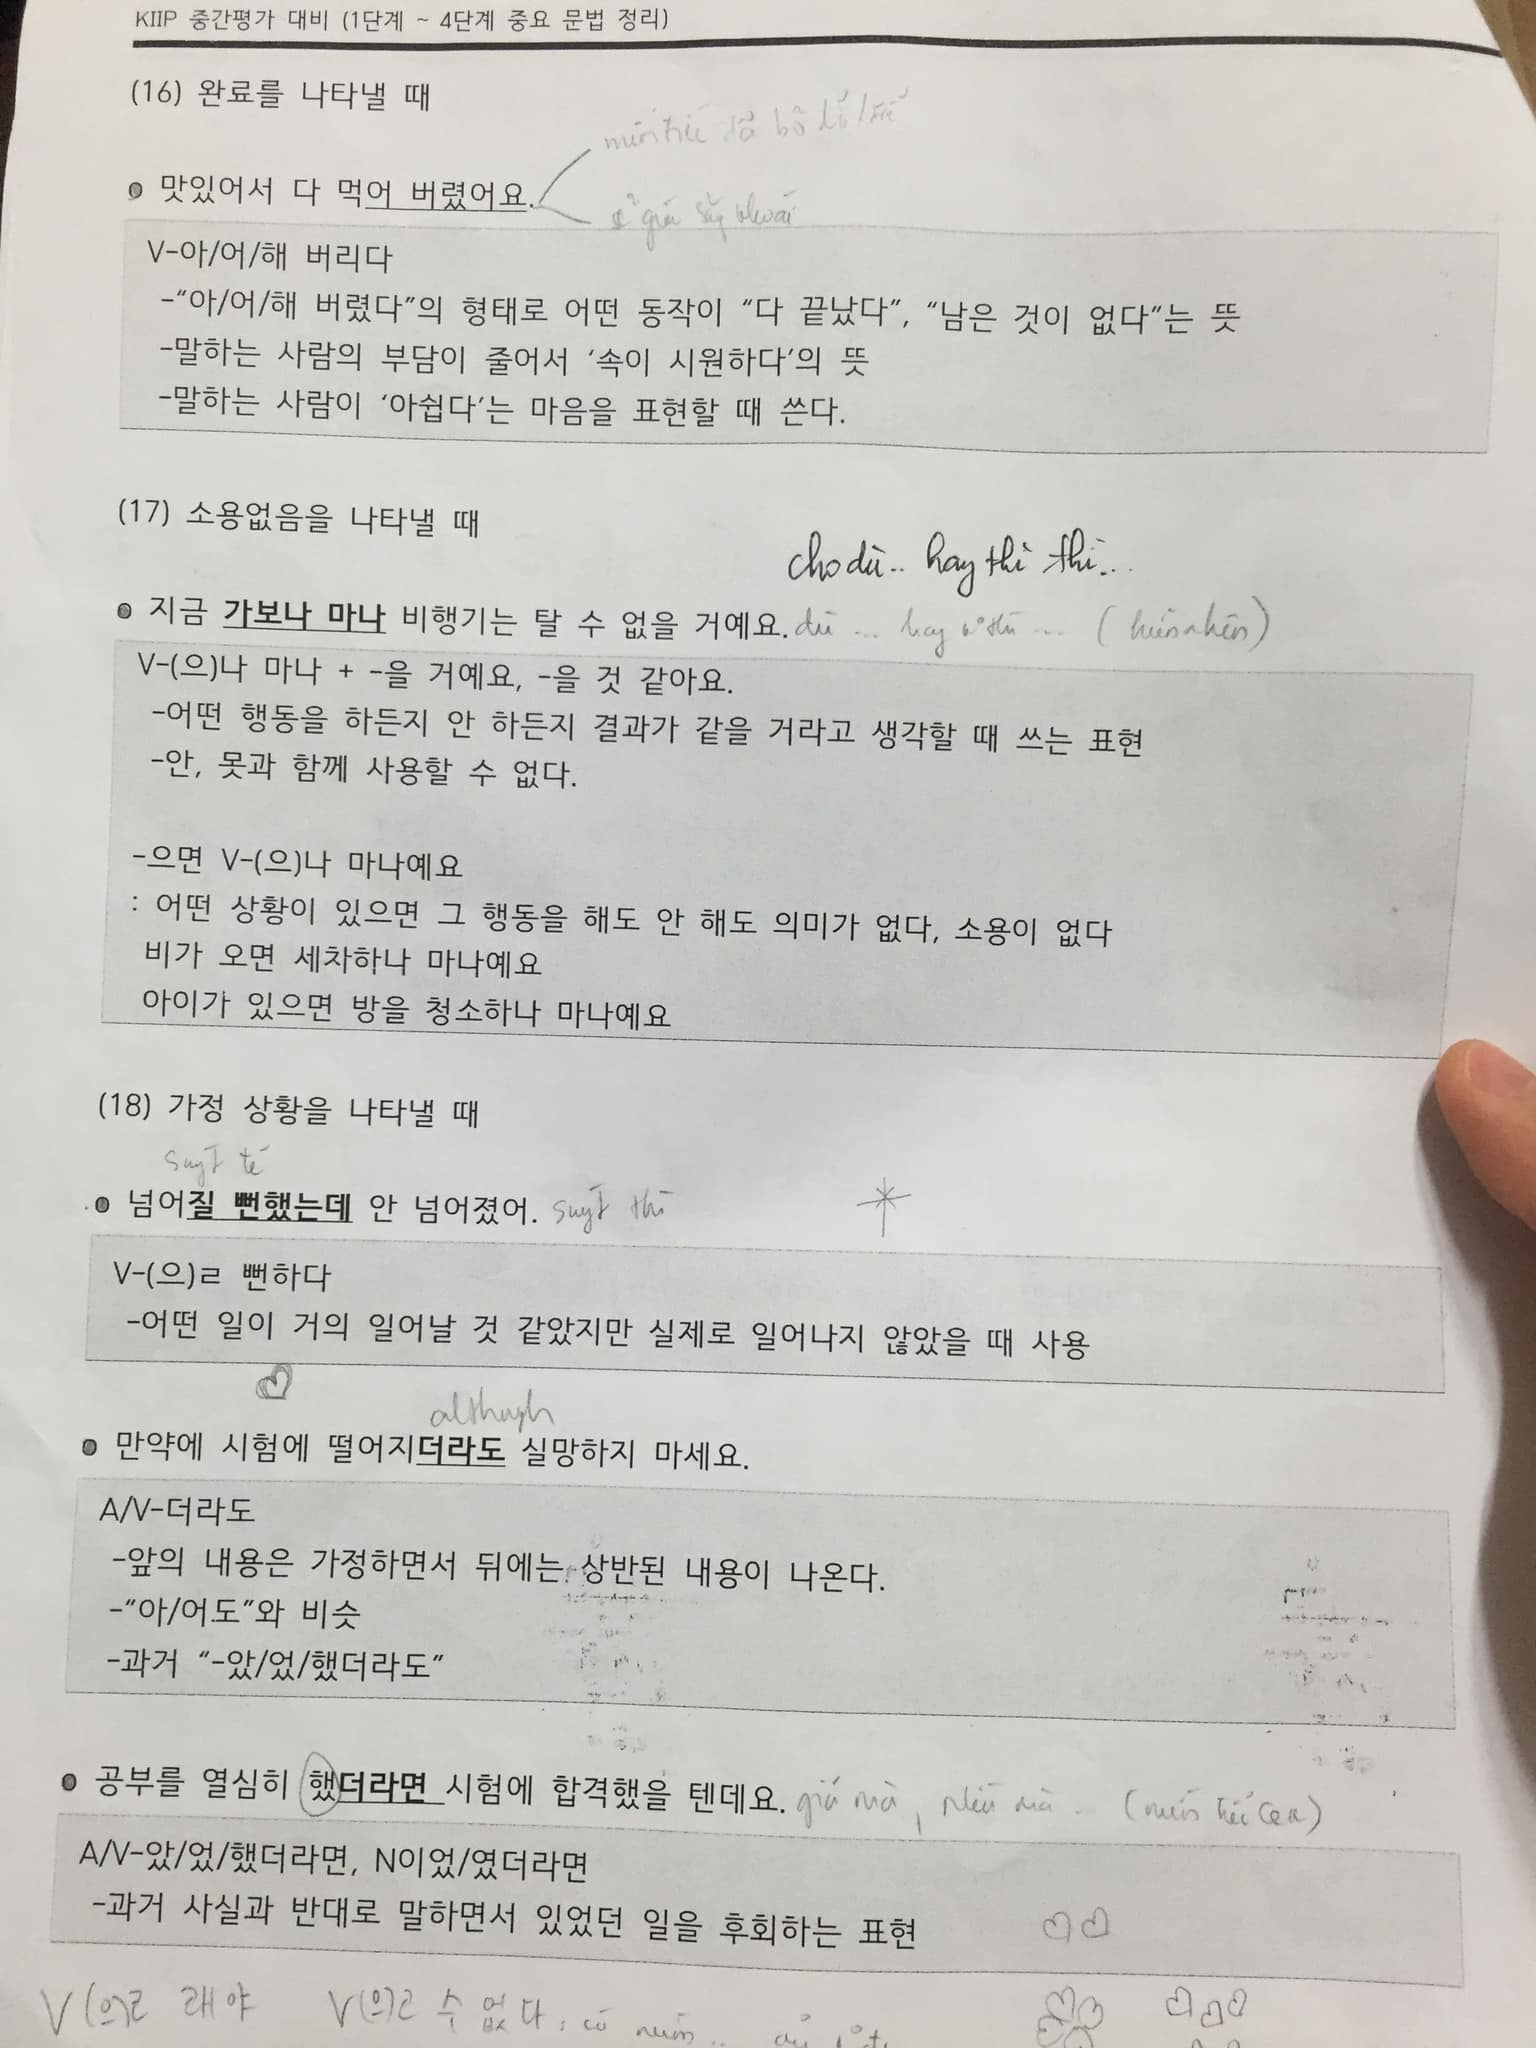 KIIP 중간평가 대비 (1단계 ~ 4단계 중요 문법 정리)
(16) 완료를 나타낼 때
• 맛있어서 다 먹어 버렸어요.
V-아/어/해 버리다
-“아/어/해 버렸다”의 형태로 어떤 동작이 “다 끝났다”, “남은 것이 없다”는 뜻
-말하는 사람의 부담이 줄어서 ‘속이 시원하다’의 뜻
-말하는 사람이 ‘아쉽다’는 마음을 표현할 때 쓴다.
(17) 소용없음을 나타낼 때
cho dù.. hay thì thì...
• 지금 가보나 마나 비행기는 탈 수 없을 거예요. dù ... hay
V-(으)나 마나 + -을 거예요, -을 것 같아요.
-어떤 행동을 하든지 안 하든지 결과가 같을 거라고 생각할 때 쓰는 표현
-안, 못과 함께 사용할 수 없다.
-으면 V-(으)나 마나예요
: 어떤 상황이 있으면 그 행동을 해도 안 해도 의미가 없다, 소용이 없다
비가 오면 세차하나 마나예요
아이가 있으면 방을 청소하나 마나예요
(18) 가정 상황을 나타낼 때
suýt té
• 넘어질 뻔했는데 안 넘어졌어. suýt thì
V-(으)ㄹ 뻔하다
-어떤 일이 거의 일어날 것 같았지만 실제로 일어나지 않았을 때 사용
although
• 만약에 시험에 떨어지더라도 실망하지 마세요.
A/V-더라도
-앞의 내용은 가정하면서 뒤에는 상반된 내용이 나온다.
-“아/어도”와 비슷
-과거 “-았/었/했더라도”
• 공부를 열심히 했더라면 시험에 합격했을 텐데요. giá mà, nếu mà
A/V-았/었/했더라면, N이었/였더라면
-과거 사실과 반대로 말하면서 있었던 일을 후회하는 표현
V(으)ㄹ 래야 V(으)ㄹ 수 없다